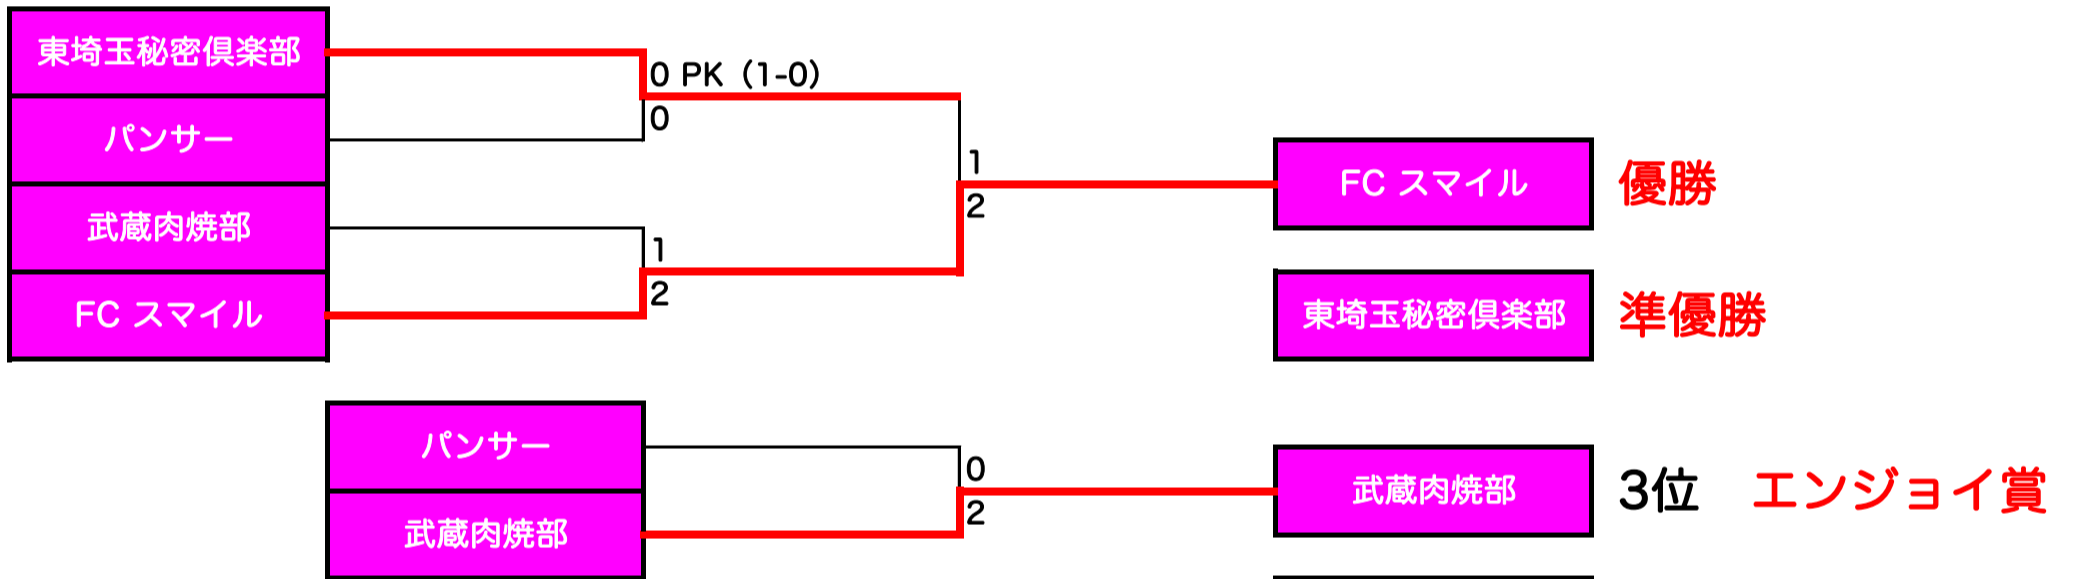 東埼玉秘密倶楽部
0 PK（1-0）
0
パンサー
1
FC スマイル 優勝
2
武蔵肉焼部
1
2
FC スマイル
東埼玉秘密倶楽部 準優勝
パンサー
0
武蔵肉焼部 3位 エンジョイ賞
2
武蔵肉焼部